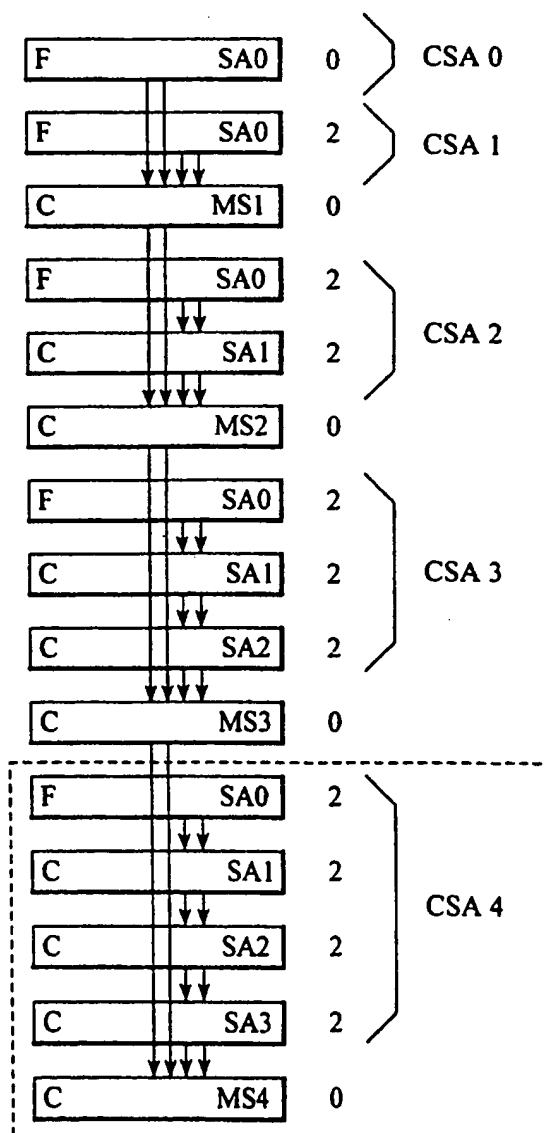 F SA0 0 CSA 0
F SA0 2 CSA 1
C MS1 0
F SA0 2
CSA 2
C SA1 2
C MS2 0
F SA0 2
C SA1 2 CSA 3
C SA2 2
C MS3 0
F SA0 2
C SA1 2
CSA 4
C SA2 2
C SA3 2
C MS4 0